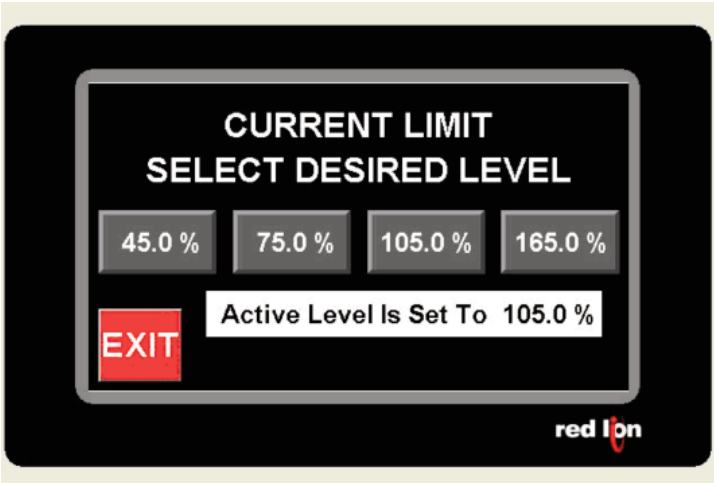 CURRENT LIMIT
SELECT DESIRED LEVEL
45.0 %
75.0 %
105.0 %
165.0 %
Active Level Is Set To 105.0 %
EXIT
red lion